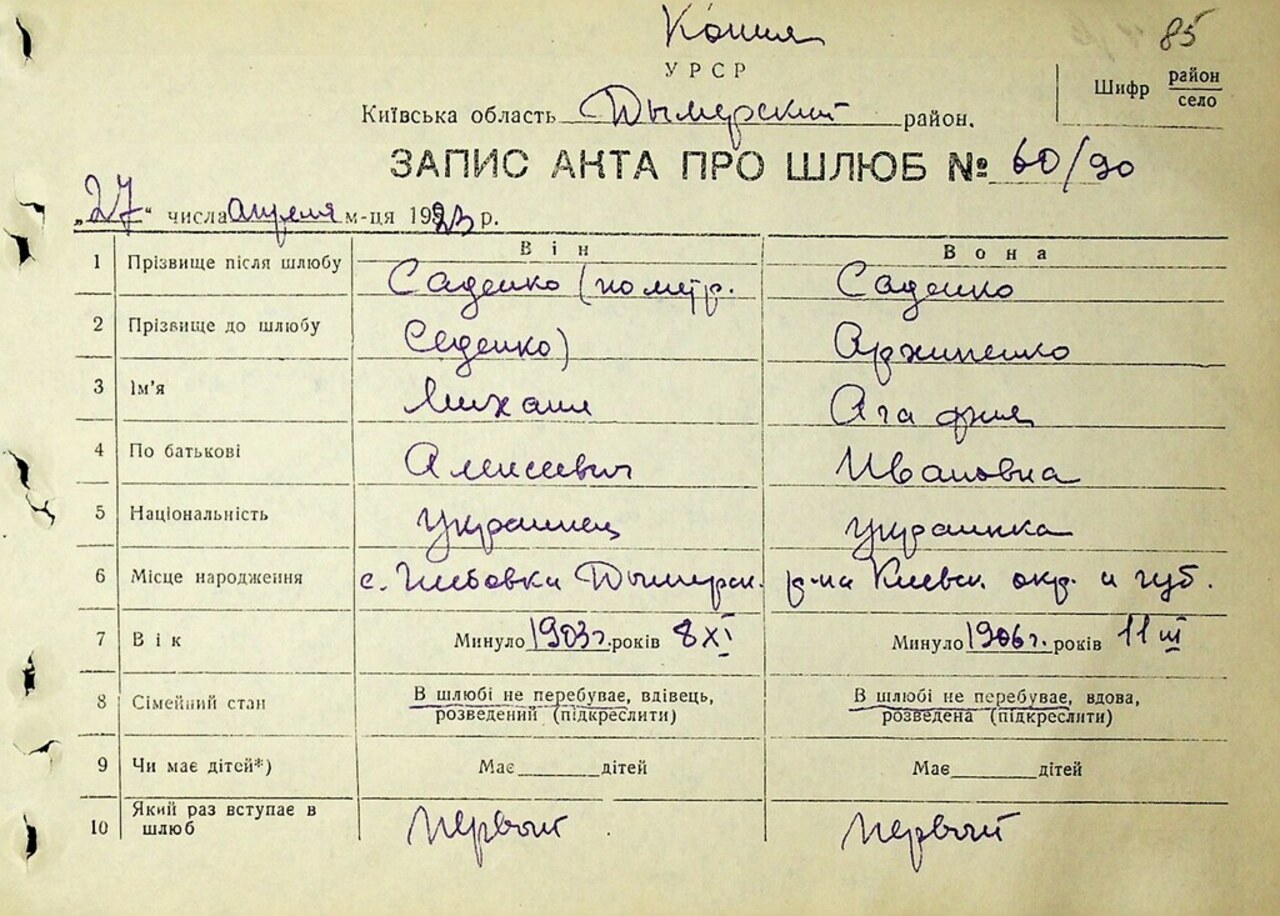 Копия
85
УРСР
Київська область Дымерский район.
Шифр район село
ЗАПИС АКТА ПРО ШЛЮБ № 60/90
„27“ числа апреля м-ця 1923 р.
Він Вона
1 Прізвище після шлюбу Саденко (по метр. Саденко
2 Прізвище до шлюбу Седенко) Архипенко
3 Ім’я Михаил Агафия
4 По батькові Алексеевич Ивановна
5 Національність украинец украинка
6 Місце народження с. Глебовка Дымерск. р-на Киевск. окр. и губ.
7 Вік Минуло 1903г. років 8 XI Минуло 1906г. років 11 III
8 Сімейний стан В шлюбі не перебуває, вдівець, розведений (підкреслити) В шлюбі не перебуває, вдова, розведена (підкреслити)
9 Чи має дітей*) Має дітей Має дітей
10 Який раз вступає в шлюб первый первый